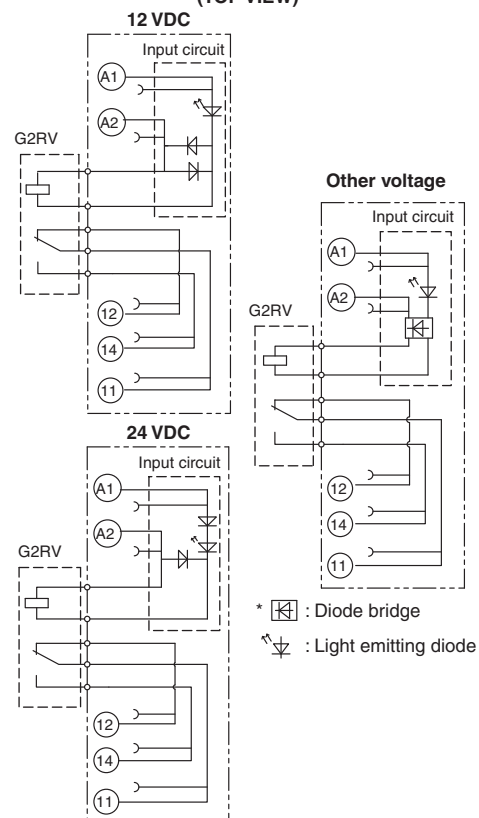 (TOP VIEW)
12 VDC
Input circuit
A1
A2
G2RV
12
14
11
24 VDC
Input circuit
A1
A2
G2RV
12
14
11
Other voltage
Input circuit
A1
A2
G2RV
12
14
11
* : Diode bridge
: Light emitting diode